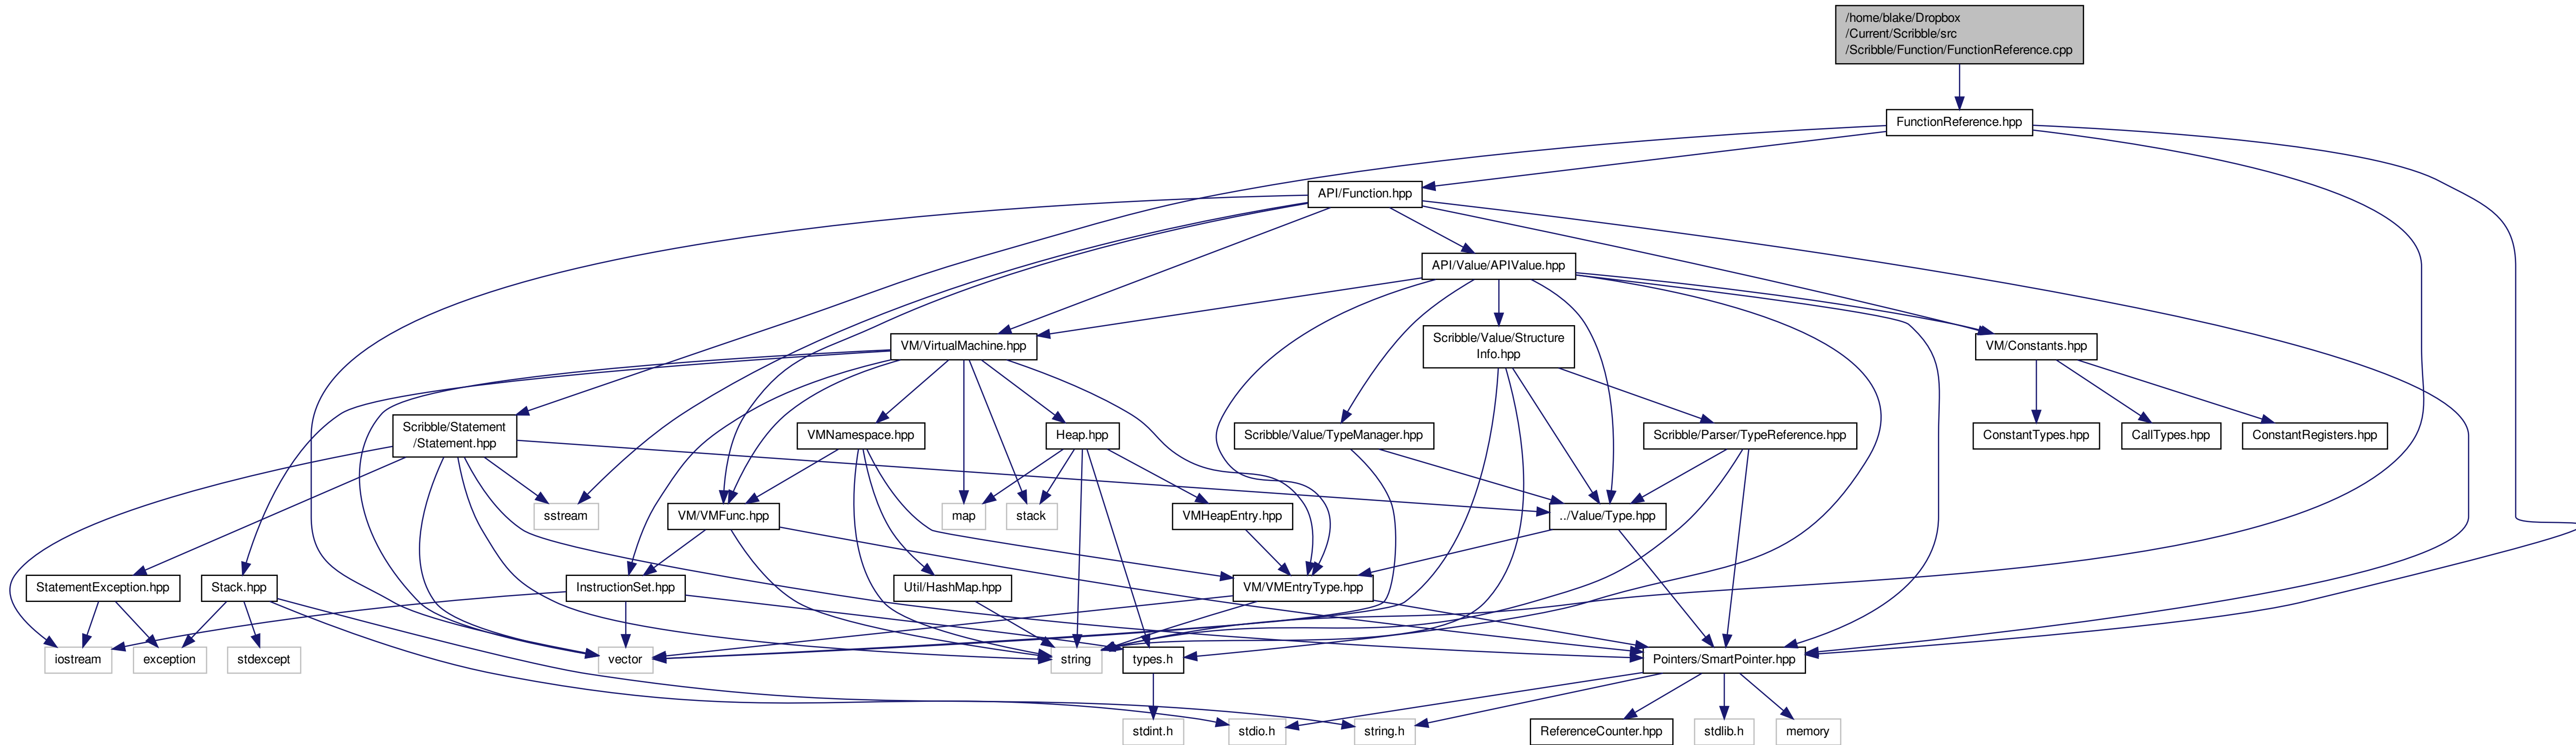 /home/blake/Dropbox
/Current/Scribble/src
/Scribble/Function/FunctionReference.cpp
FunctionReference.hpp
API/Function.hpp
API/Value/APIValue.hpp
VM/VirtualMachine.hpp
Scribble/Value/Structure
Info.hpp
VM/Constants.hpp
Scribble/Statement
/Statement.hpp
VMNamespace.hpp
Heap.hpp
Scribble/Value/TypeManager.hpp
Scribble/Parser/TypeReference.hpp
ConstantTypes.hpp
CallTypes.hpp
ConstantRegisters.hpp
sstream
VM/VMFunc.hpp
map
stack
VMHeapEntry.hpp
../Value/Type.hpp
StatementException.hpp
Stack.hpp
InstructionSet.hpp
Util/HashMap.hpp
VM/VMEntryType.hpp
iostream
exception
stdexcept
vector
string
types.h
Pointers/SmartPointer.hpp
stdint.h
stdio.h
string.h
ReferenceCounter.hpp
stdlib.h
memory